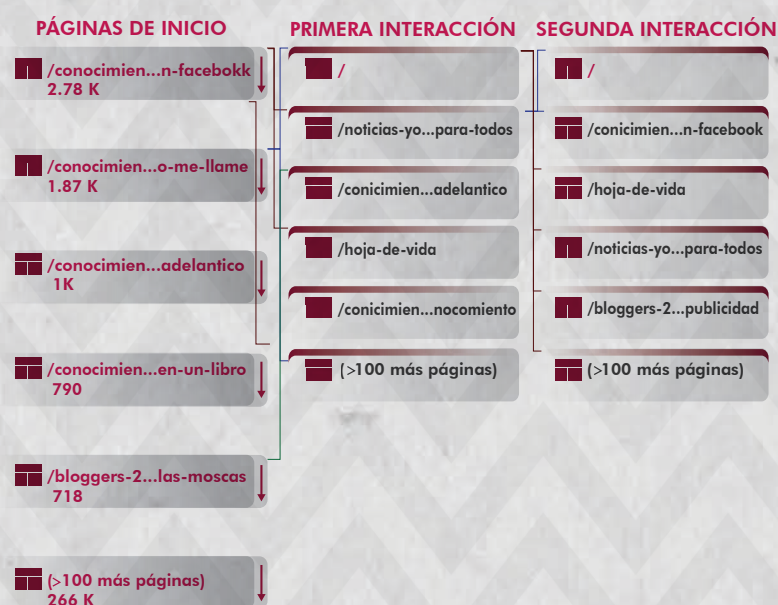 PÁGINAS DE INICIO
/conocimien...n-facebokk
2.78 K
/conocimien...o-me-llame
1.87 K
/conocimien...adelantico
1K
/conocimien...en-un-libro
790
/bloggers-2...las-moscas
718
(>100 más páginas)
266 K
PRIMERA INTERACCIÓN
/
/noticias-yo...para-todos
/conicimien...adelantico
/hoja-de-vida
/conicimien...nocomiento
(>100 más páginas)
SEGUNDA INTERACCIÓN
/
/conicimien...n-facebook
/hoja-de-vida
/noticias-yo...para-todos
/bloggers-2...publicidad
(>100 más páginas)